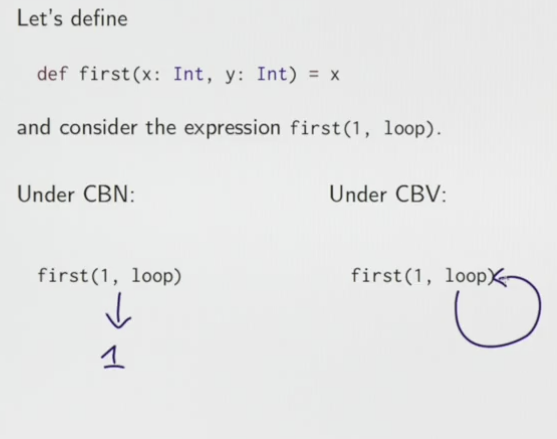 Let's define
def first(x: Int, y: Int) = x
and consider the expression first(1, loop).
Under CBN:
Under CBV:
first(1, loop)
first(1, loop)
1